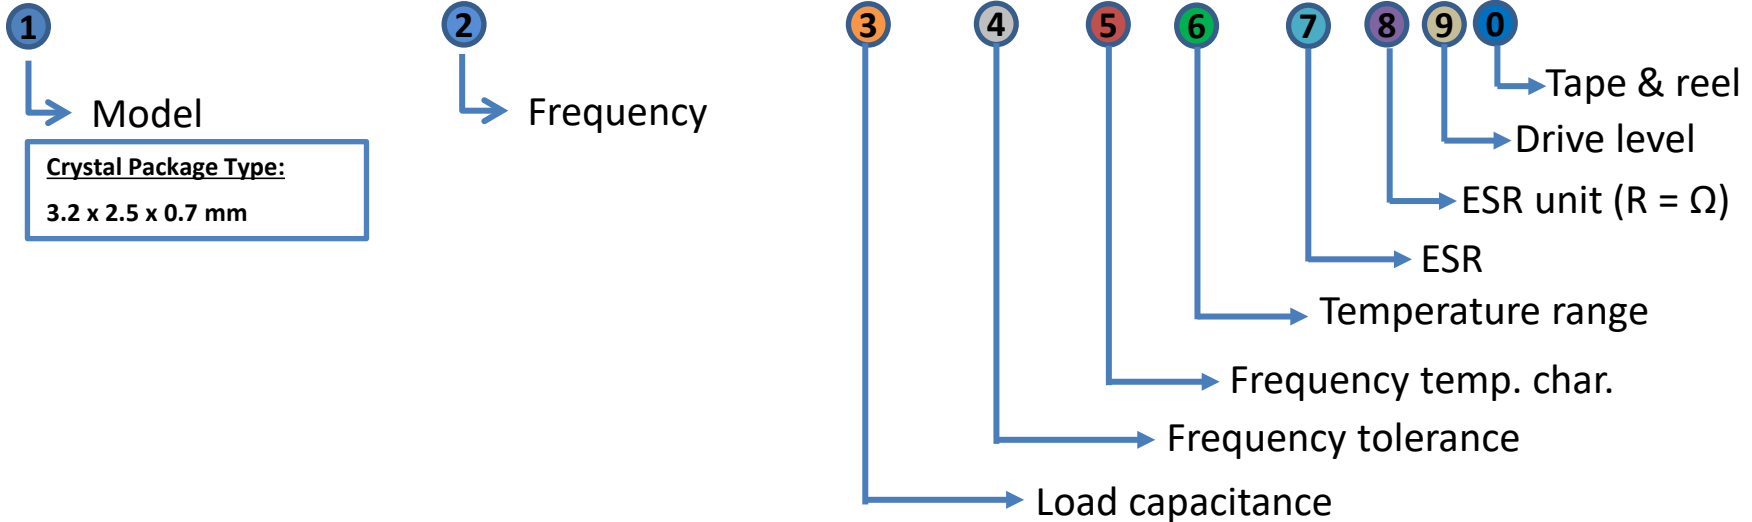 1 2 3 4 5 6 7 8 9 0
Tape & reel
Model Frequency
Drive level
Crystal Package Type:
3.2 x 2.5 x 0.7 mm
ESR unit (R = Ω)
ESR
Temperature range
Frequency temp. char.
Frequency tolerance
Load capacitance